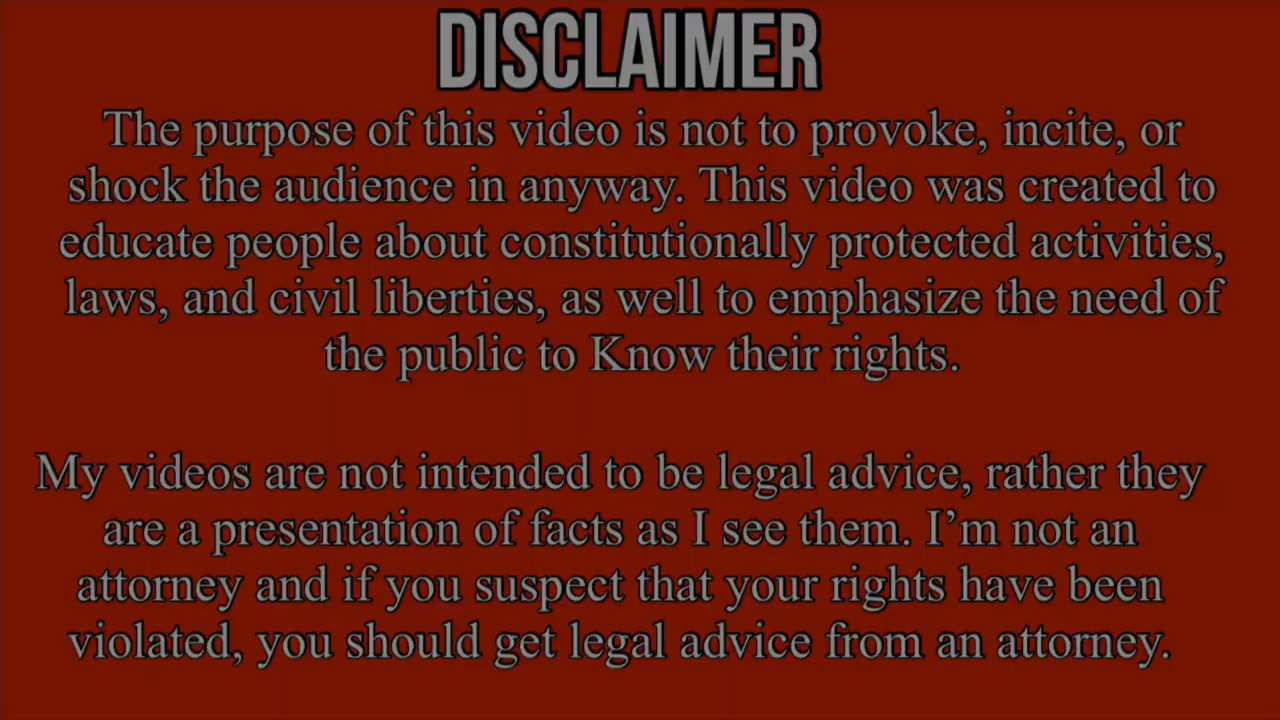 DISCLAIMER
The purpose of this video is not to provoke, incite, or
shock the audience in anyway. This video was created to
educate people about constitutionally protected activities,
laws, and civil liberties, as well to emphasize the need of
the public to Know their rights.
My videos are not intended to be legal advice, rather they
are a presentation of facts as I see them. I’m not an
attorney and if you suspect that your rights have been
violated, you should get legal advice from an attorney.